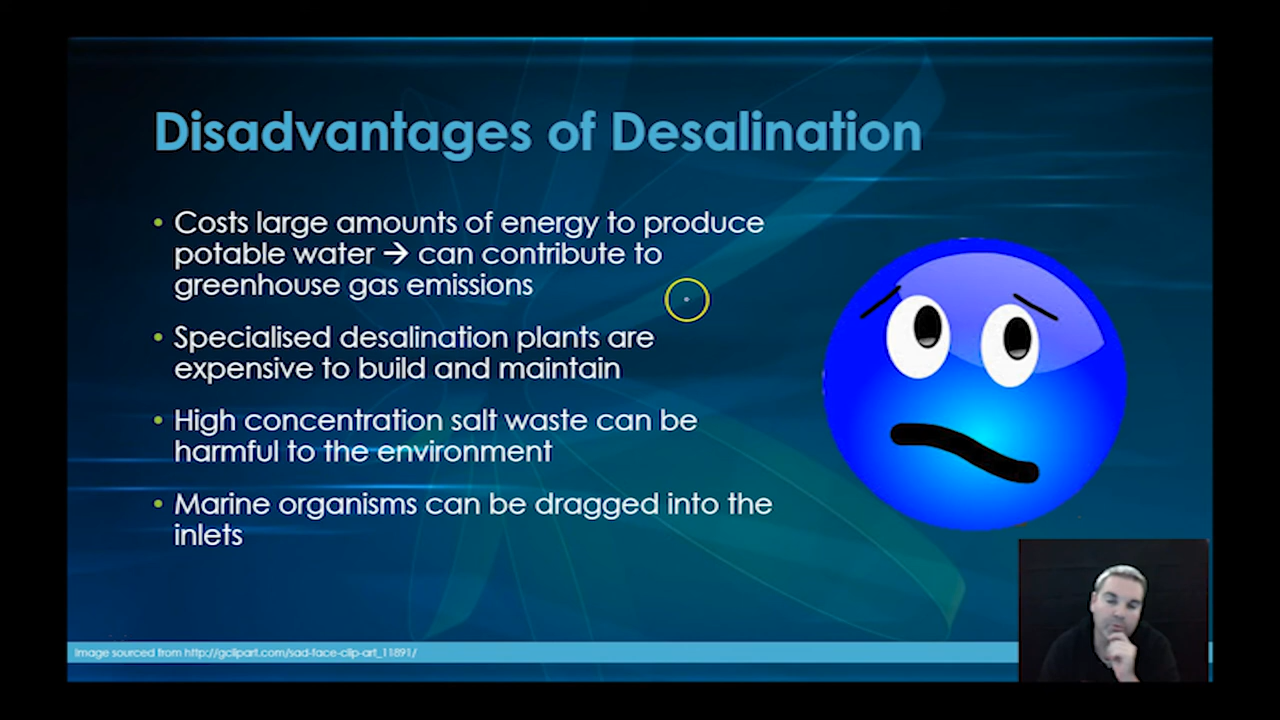 Disadvantages of Desalination
• Costs large amounts of energy to produce
potable water → can contribute to
greenhouse gas emissions
• Specialised desalination plants are
expensive to build and maintain
• High concentration salt waste can be
harmful to the environment
• Marine organisms can be dragged into the
inlets
Image sourced from http://gclipart.com/sad-face-clip-art_11891/